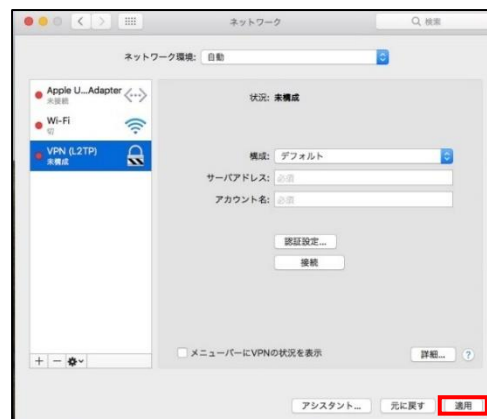 ネットワーク
検索
ネットワーク環境: 自動
Apple U...Adapter
未接続
Wi-Fi
切
VPN (L2TP)
未構成
状況: 未構成
構成: デフォルト
サーバアドレス: 必須
アカウント名: 必須
認証設定...
接続
メニューバーにVPNの状況を表示
詳細... ?
アシスタント... 元に戻す 適用